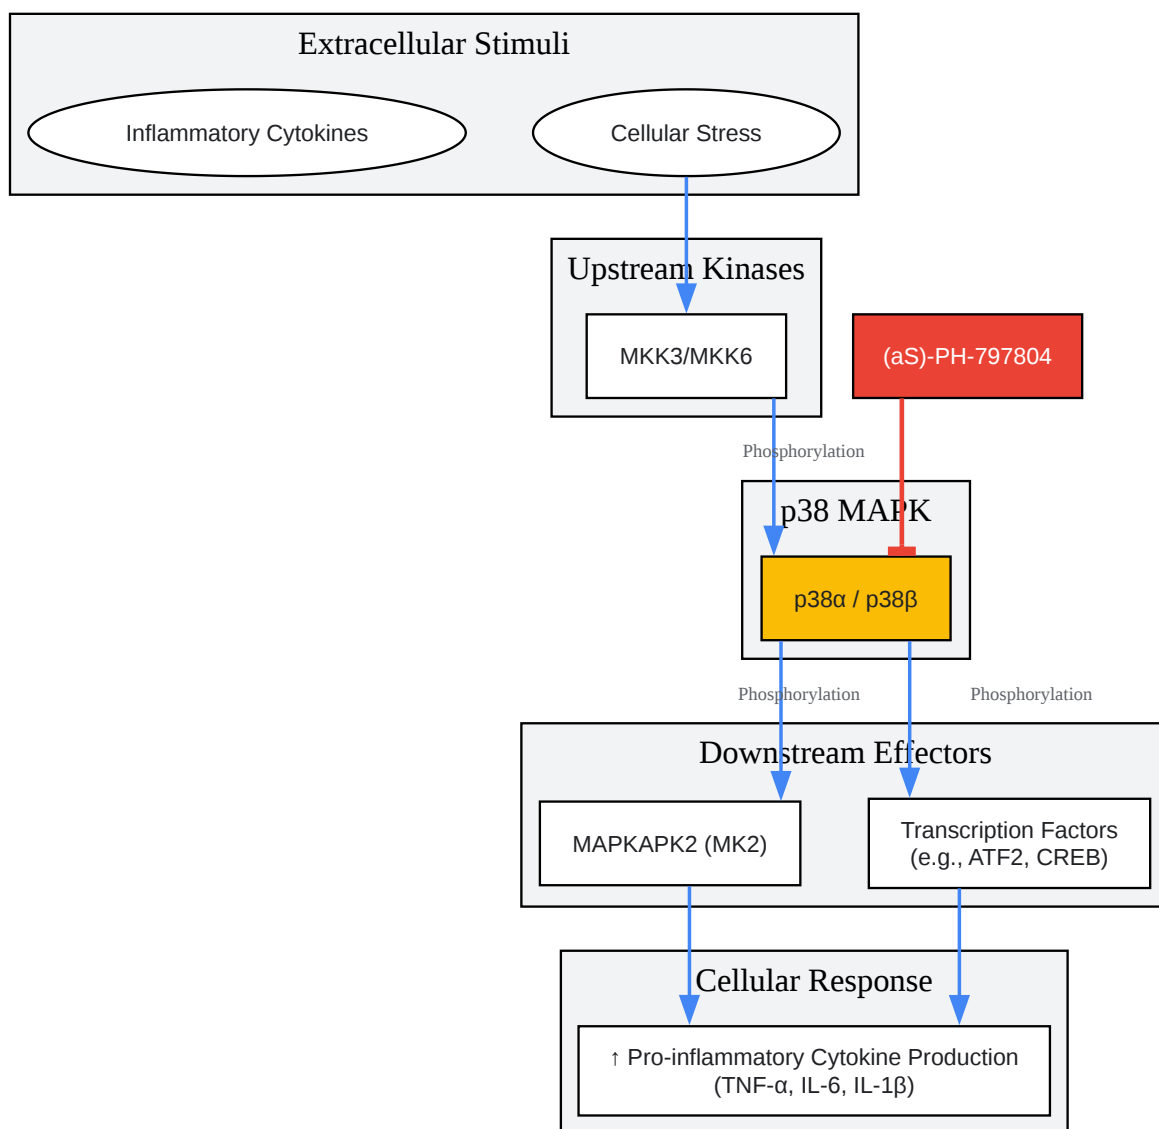 Extracellular Stimuli
Inflammatory Cytokines
Cellular Stress
Upstream Kinases
MKK3/MKK6
(aS)-PH-797804
Phosphorylation
p38 MAPK
p38α / p38β
Phosphorylation
Phosphorylation
Downstream Effectors
MAPKAPK2 (MK2)
Transcription Factors
(e.g., ATF2, CREB)
Cellular Response
↑ Pro-inflammatory Cytokine Production
(TNF-α, IL-6, IL-1β)